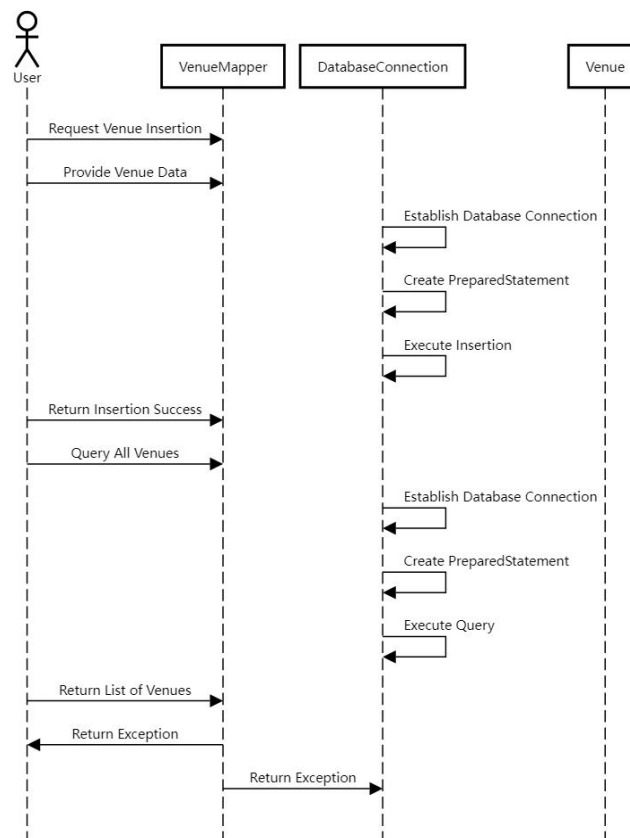 User
VenueMapper
DatabaseConnection
Venue
Request Venue Insertion
Provide Venue Data
Establish Database Connection
Create PreparedStatement
Execute Insertion
Return Insertion Success
Query All Venues
Establish Database Connection
Create PreparedStatement
Execute Query
Return List of Venues
Return Exception
Return Exception